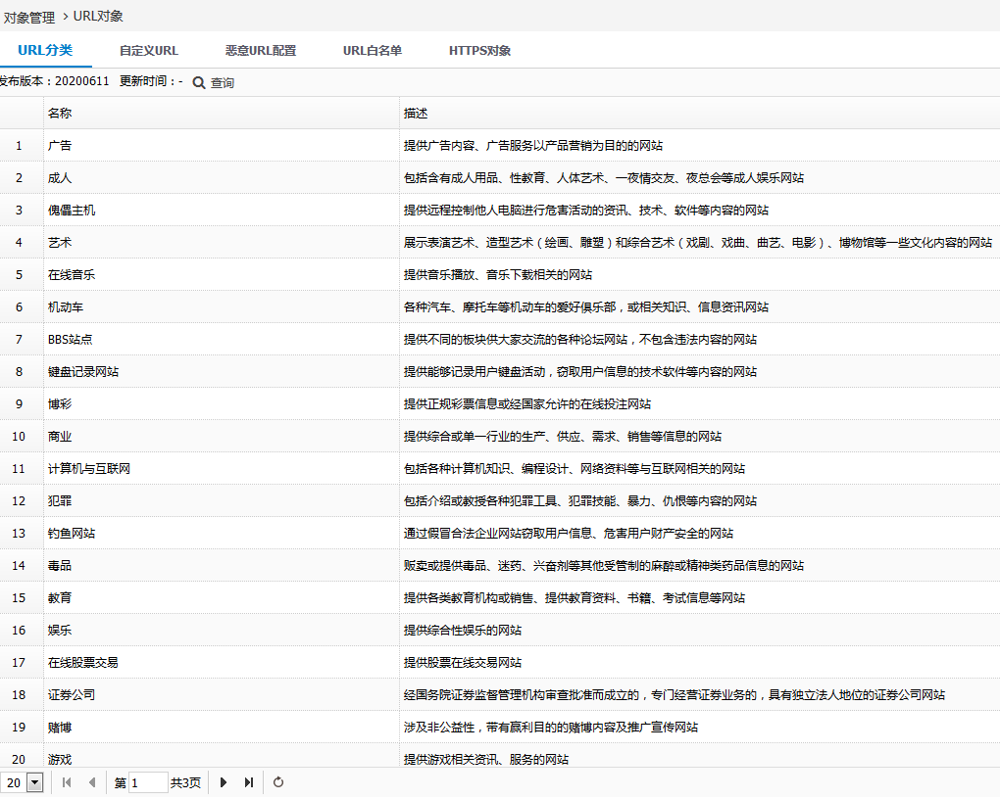 对象管理 > URL对象
URL分类 自定义URL 恶意URL配置 URL白名单 HTTPS对象
发布版本：20200611 更新时间：- 查询
名称 描述
1 广告 提供广告内容、广告服务以产品营销为目的的网站
2 成人 包括含有成人用品、性教育、人体艺术、一夜情交友、夜总会等成人娱乐网站
3 傀儡主机 提供远程控制他人电脑进行危害活动的资讯、技术、软件等内容的网站
4 艺术 展示表演艺术、造型艺术（绘画、雕塑）和综合艺术（戏剧、戏曲、曲艺、电影）、博物馆等一些文化内容的网站
5 在线音乐 提供音乐播放、音乐下载相关的网站
6 机动车 各种汽车、摩托车等机动车的爱好俱乐部，或相关知识、信息资讯网站
7 BBS站点 提供不同的板块供大家交流的各种论坛网站，不包含违法内容的网站
8 键盘记录网站 提供能够记录用户键盘活动，窃取用户信息的技术软件等内容的网站
9 博彩 提供正规彩票信息或经国家允许的在线投注网站
10 商业 提供综合或单一行业的生产、供应、需求、销售等信息的网站
11 计算机与互联网 包括各种计算机知识、编程设计、网络资料等与互联网相关的网站
12 犯罪 包括介绍或教授各种犯罪工具、犯罪技能、暴力、仇恨等内容的网站
13 钓鱼网站 通过假冒合法企业网站窃取用户信息、危害用户财产安全的网站
14 毒品 贩卖或提供毒品、迷药、兴奋剂等其他受管制的麻醉或精神类药品信息的网站
15 教育 提供各类教育机构或销售、提供教育资料、书籍、考试信息等网站
16 娱乐 提供综合性娱乐的网站
17 在线股票交易 提供股票在线交易网站
18 证券公司 经国务院证券监督管理机构审查批准而成立的，专门经营证券业务的，具有独立法人地位的证券公司网站
19 赌博 涉及非公益性，带有赢利目的的赌博内容及推广宣传网站
20 游戏 提供游戏相关资讯、服务的网站
20 第 1 共3页